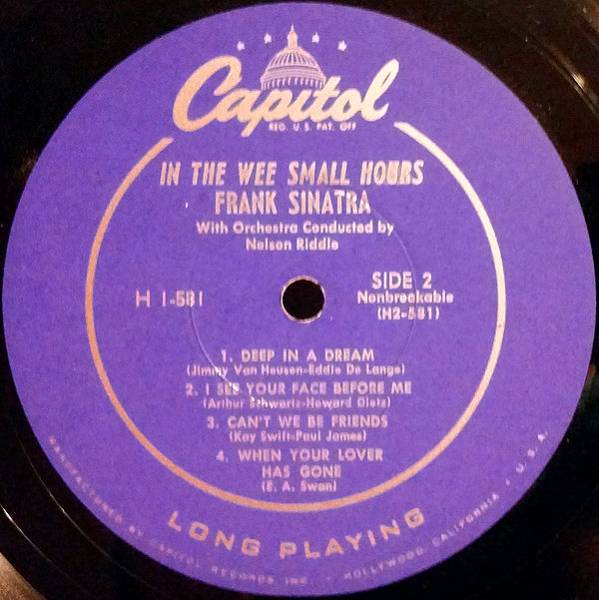 Capitol
REG. U.S. PAT. OFF
IN THE WEE SMALL HOURS
FRANK SINATRA
With Orchestra Conducted by
Nelson Riddle
H 1-581
SIDE 2
Nonbreakable
(H2-581)
1. DEEP IN A DREAM
(Jimmy Van Heusen-Eddie De Lange)
2. I SEE YOUR FACE BEFORE ME
(Arthur Schwartz-Howard Dietz)
3. CAN'T WE BE FRIENDS
(Kay Swift-Paul James)
4. WHEN YOUR LOVER
HAS GONE
(E. A. Swan)
LONG PLAYING
MANUFACTURED BY CAPITOL RECORDS, INC. • HOLLYWOOD, CALIFORNIA • U.S.A.